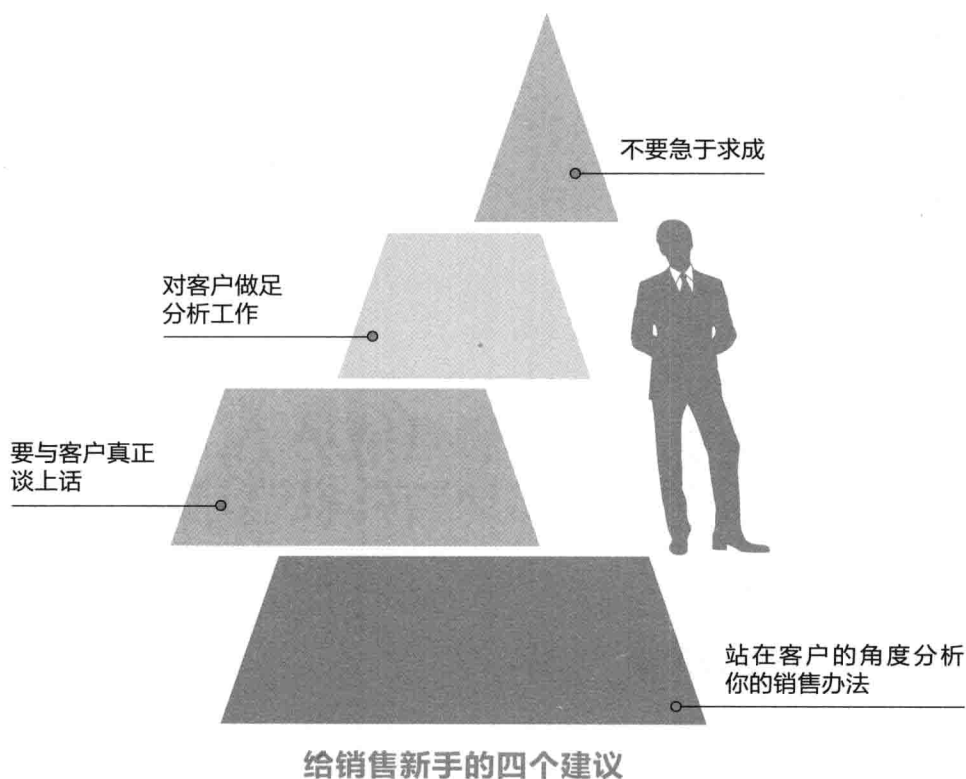 不要急于求成
对客户做足
分析工作
要与客户真正
谈上话
站在客户的角度分析
你的销售办法
给销售新手的四个建议